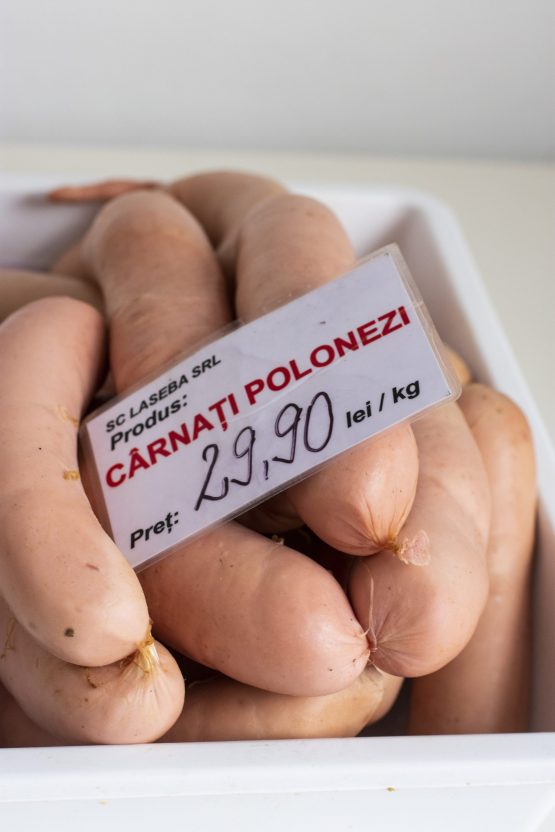 SC LASEBA SRL
Produs:
CÂRNAȚI POLONEZI
29,90 lei / kg
Preț: